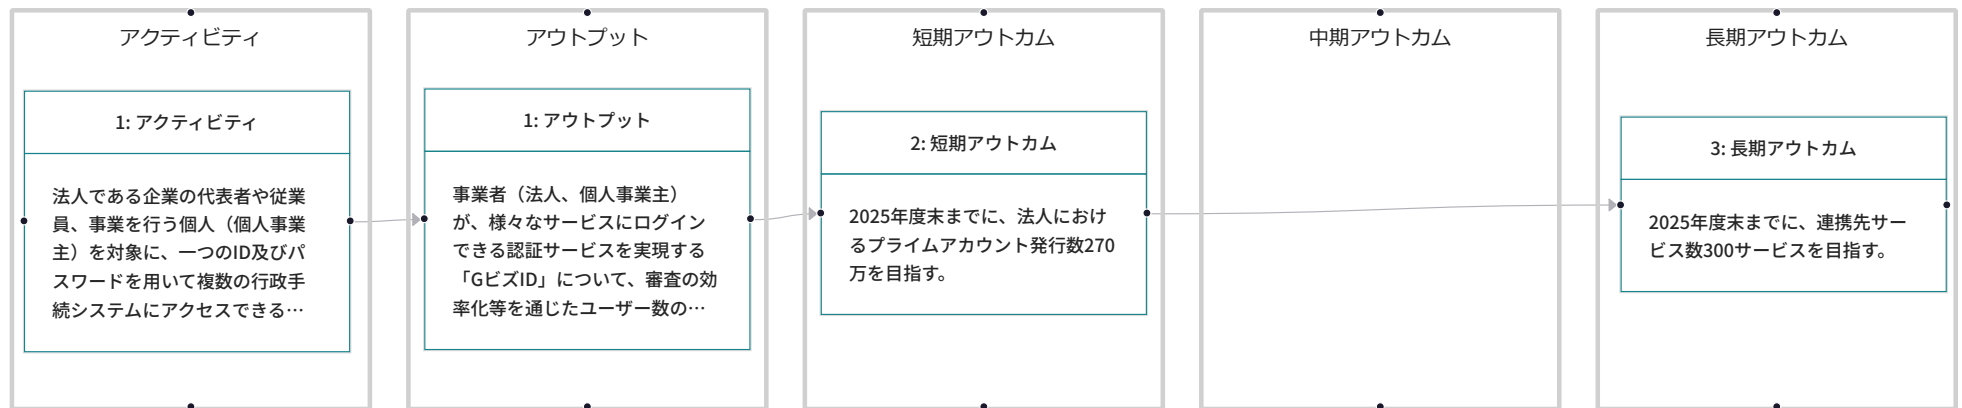 アクティビティ
1: アクティビティ
法人である企業の代表者や従業
員、事業を行う個人（個人事業
主）を対象に、一つのID及びパ
スワードを用いて複数の行政手
続システムにアクセスできる…
アウトプット
1: アウトプット
事業者（法人、個人事業主）
が、様々なサービスにログイン
できる認証サービスを実現する
「GビズID」について、審査の効
率化等を通じたユーザー数の…
短期アウトカム
2: 短期アウトカム
2025年度末までに、法人におけ
るプライムアカウント発行数270
万を目指す。
中期アウトカム
長期アウトカム
3: 長期アウトカム
2025年度末までに、連携先サー
ビス数300サービスを目指す。